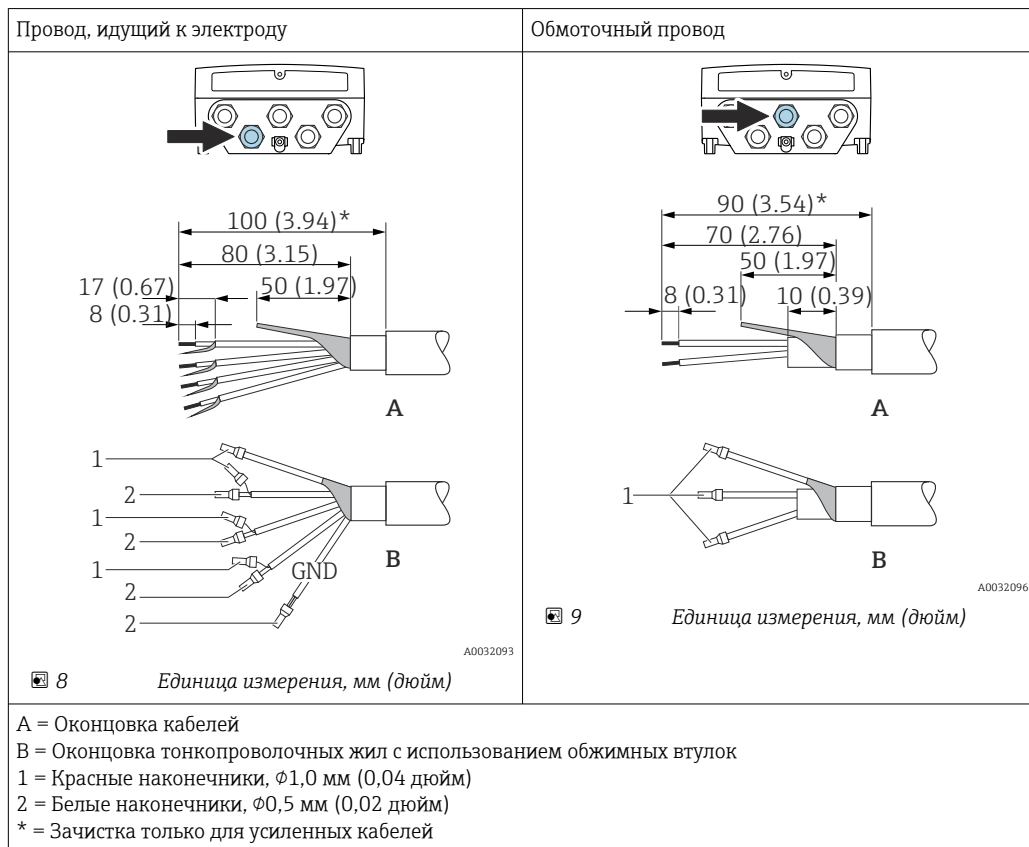 Провод, идущий к электроду
Обмоточный провод
100 (3.94)*
80 (3.15)
17 (0.67)
50 (1.97)
8 (0.31)
A
1
2
1
2
1
2
GND
2
B
A0032093
8 Единица измерения, мм (дюйм)
90 (3.54)*
70 (2.76)
50 (1.97)
8 (0.31)
10 (0.39)
A
1
B
A0032096
9 Единица измерения, мм (дюйм)
A = Оконцовка кабелей
B = Оконцовка тонкопроволочных жил с использованием обжимных втулок
1 = Красные наконечники, Φ1,0 мм (0,04 дюйм)
2 = Белые наконечники, Φ0,5 мм (0,02 дюйм)
* = Зачистка только для усиленных кабелей